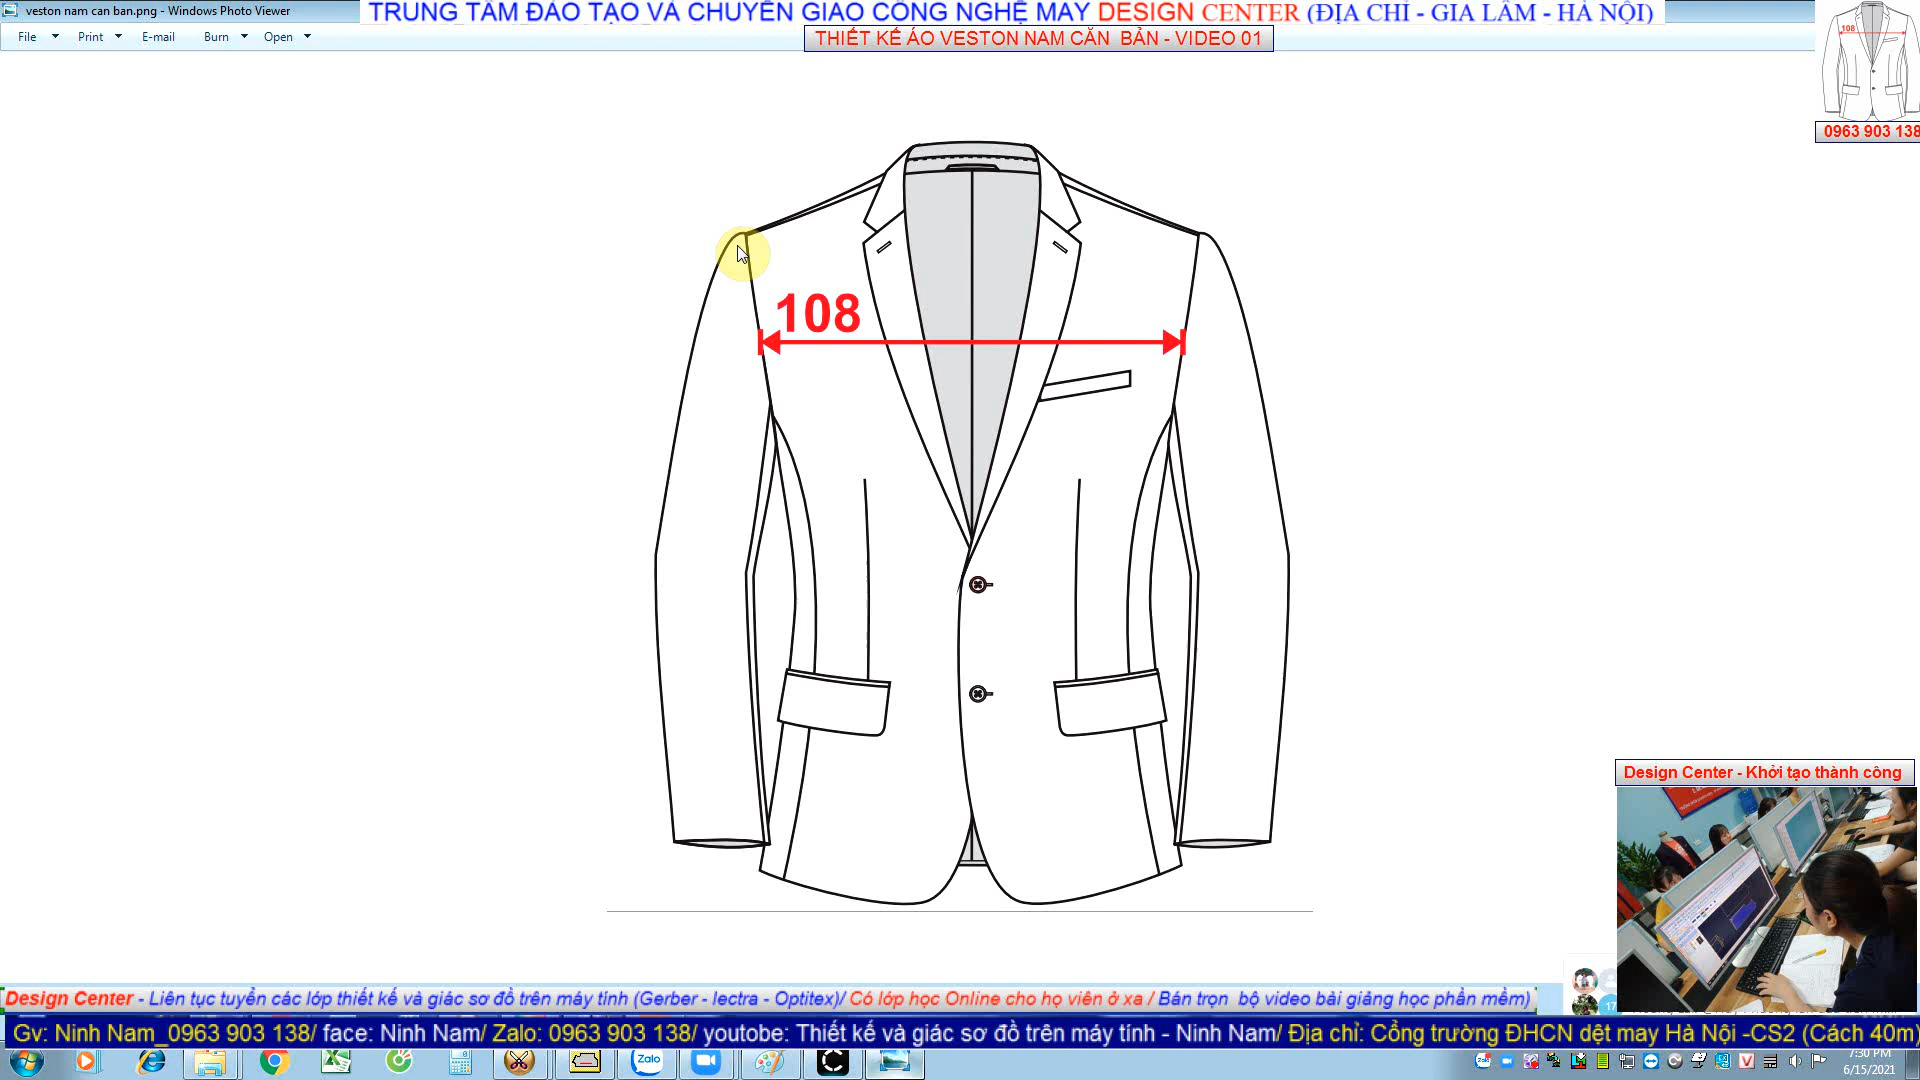 veston nam can ban.png - Windows Photo Viewer
TRUNG TÂM ĐÀO TẠO VÀ CHUYỂN GIAO CÔNG NGHỆ MAY DESIGN CENTER (ĐỊA CHỈ - GIA LÂM - HÀ NỘI)
File Print E-mail Burn Open
THIẾT KẾ ÁO VESTON NAM CĂN BẢN - VIDEO 01
108
0963 903 138
108
Design Center - Khởi tạo thành công
17
Design Center - Liên tục tuyển các lớp thiết kế và giác sơ đồ trên máy tính (Gerber - lectra - Optitex)/ Có lớp học Online cho họ viên ở xa / Bán trọn bộ video bài giảng học phần mềm)
Gv: Ninh Nam_0963 903 138/ face: Ninh Nam/ Zalo: 0963 903 138/ youtobe: Thiết kế và giác sơ đồ trên máy tính - Ninh Nam/ Địa chỉ: Cổng trường ĐHCN dệt may Hà Nội -CS2 (Cách 40m)
Zalo
7:30 PM
6/15/2021